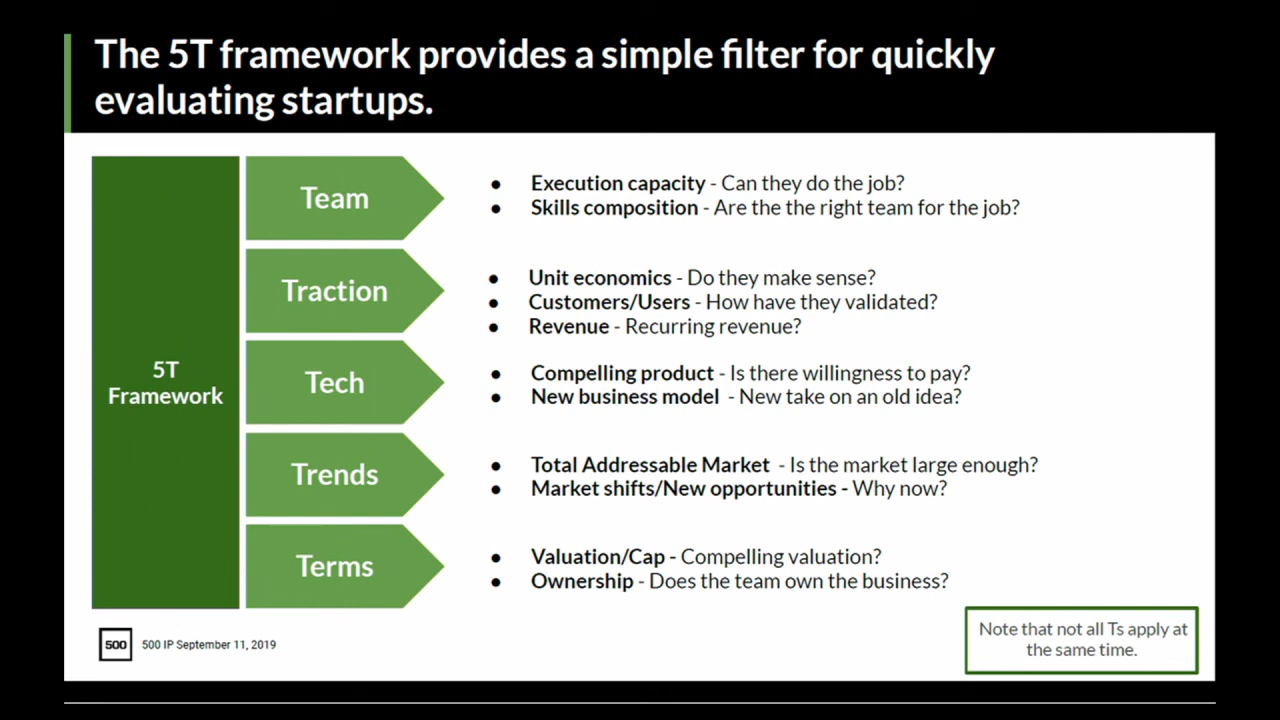 The 5T framework provides a simple filter for quickly
evaluating startups.
5T
Framework
Team
● Execution capacity - Can they do the job?
● Skills composition - Are the the right team for the job?
Traction
● Unit economics - Do they make sense?
● Customers/Users - How have they validated?
● Revenue - Recurring revenue?
Tech
● Compelling product - Is there willingness to pay?
● New business model - New take on an old idea?
Trends
● Total Addressable Market - Is the market large enough?
● Market shifts/New opportunities - Why now?
Terms
● Valuation/Cap - Compelling valuation?
● Ownership - Does the team own the business?
500
500 IP September 11, 2019
Note that not all Ts apply at
the same time.